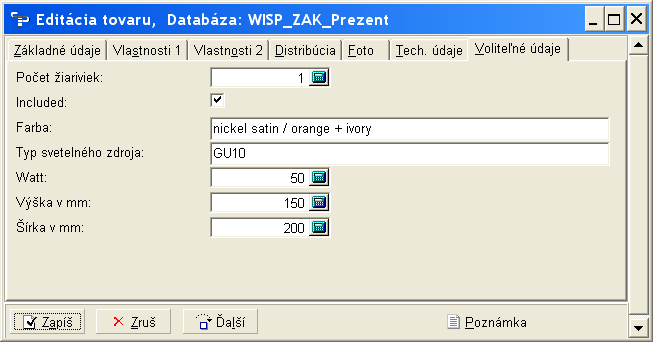 Editácia tovaru, Databáza: WISP_ZAK_Prezent
Základné údaje Vlastnosti 1 Vlastnosti 2 Distribúcia Foto Tech. údaje Voliteľné údaje
Počet žiariviek: 1
Included:
Farba: nickel satin / orange + ivory
Typ svetelného zdroja: GU10
Watt: 50
Výška v mm: 150
Šírka v mm: 200
Zapíš Zruš Ďalší Poznámka